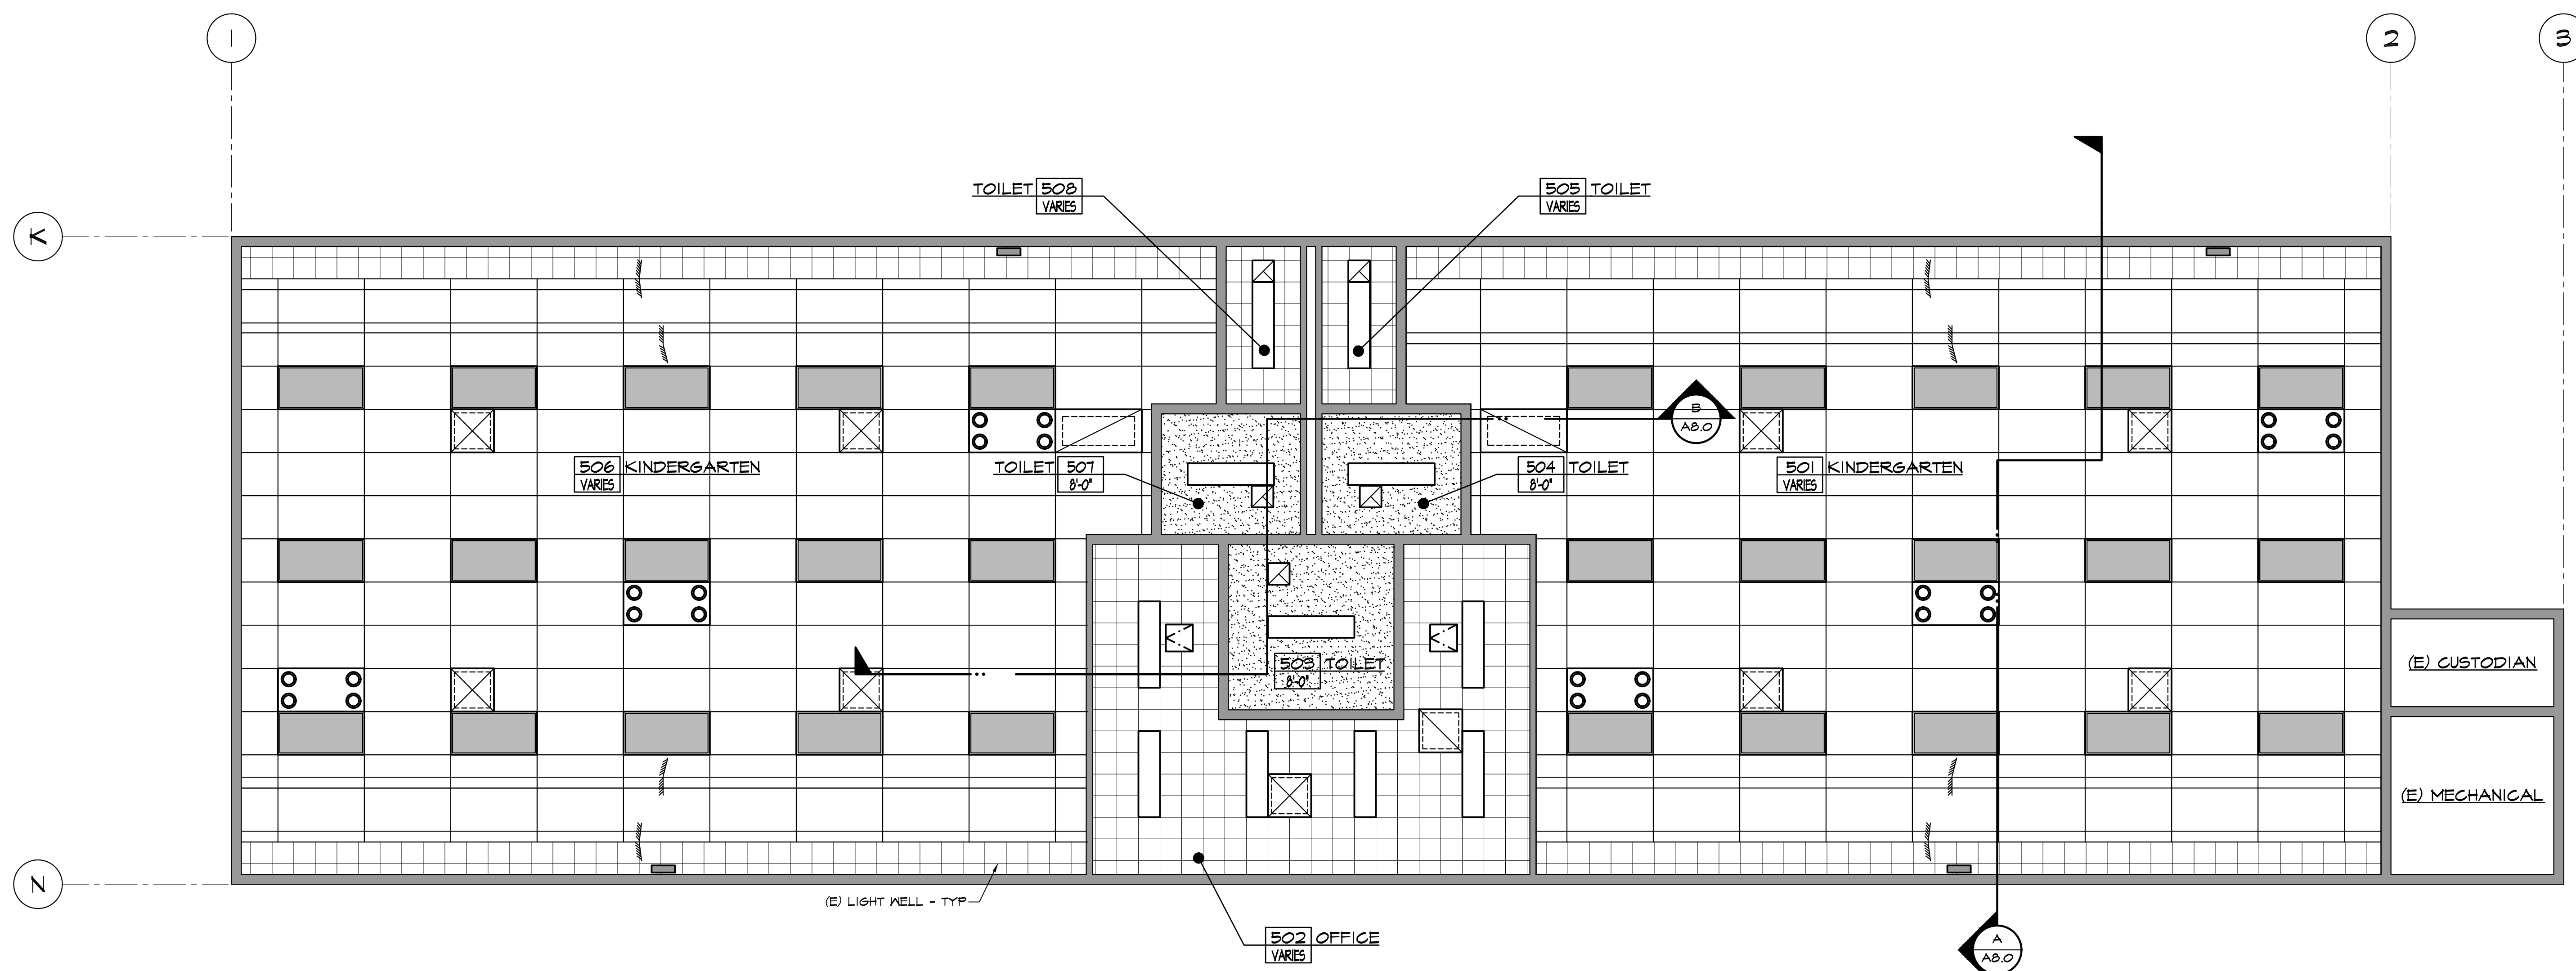 1
2
3
TOILET 508
VARIES
505 TOILET
VARIES
K
B
A8.0
506 KINDERGARTEN
VARIES
TOILET 507
8'-0"
504 TOILET
8'-0"
501 KINDERGARTEN
VARIES
503 TOILET
8'-0"
(E) CUSTODIAN
(E) MECHANICAL
N
(E) LIGHT WELL - TYP
502 OFFICE
VARIES
A
A8.0